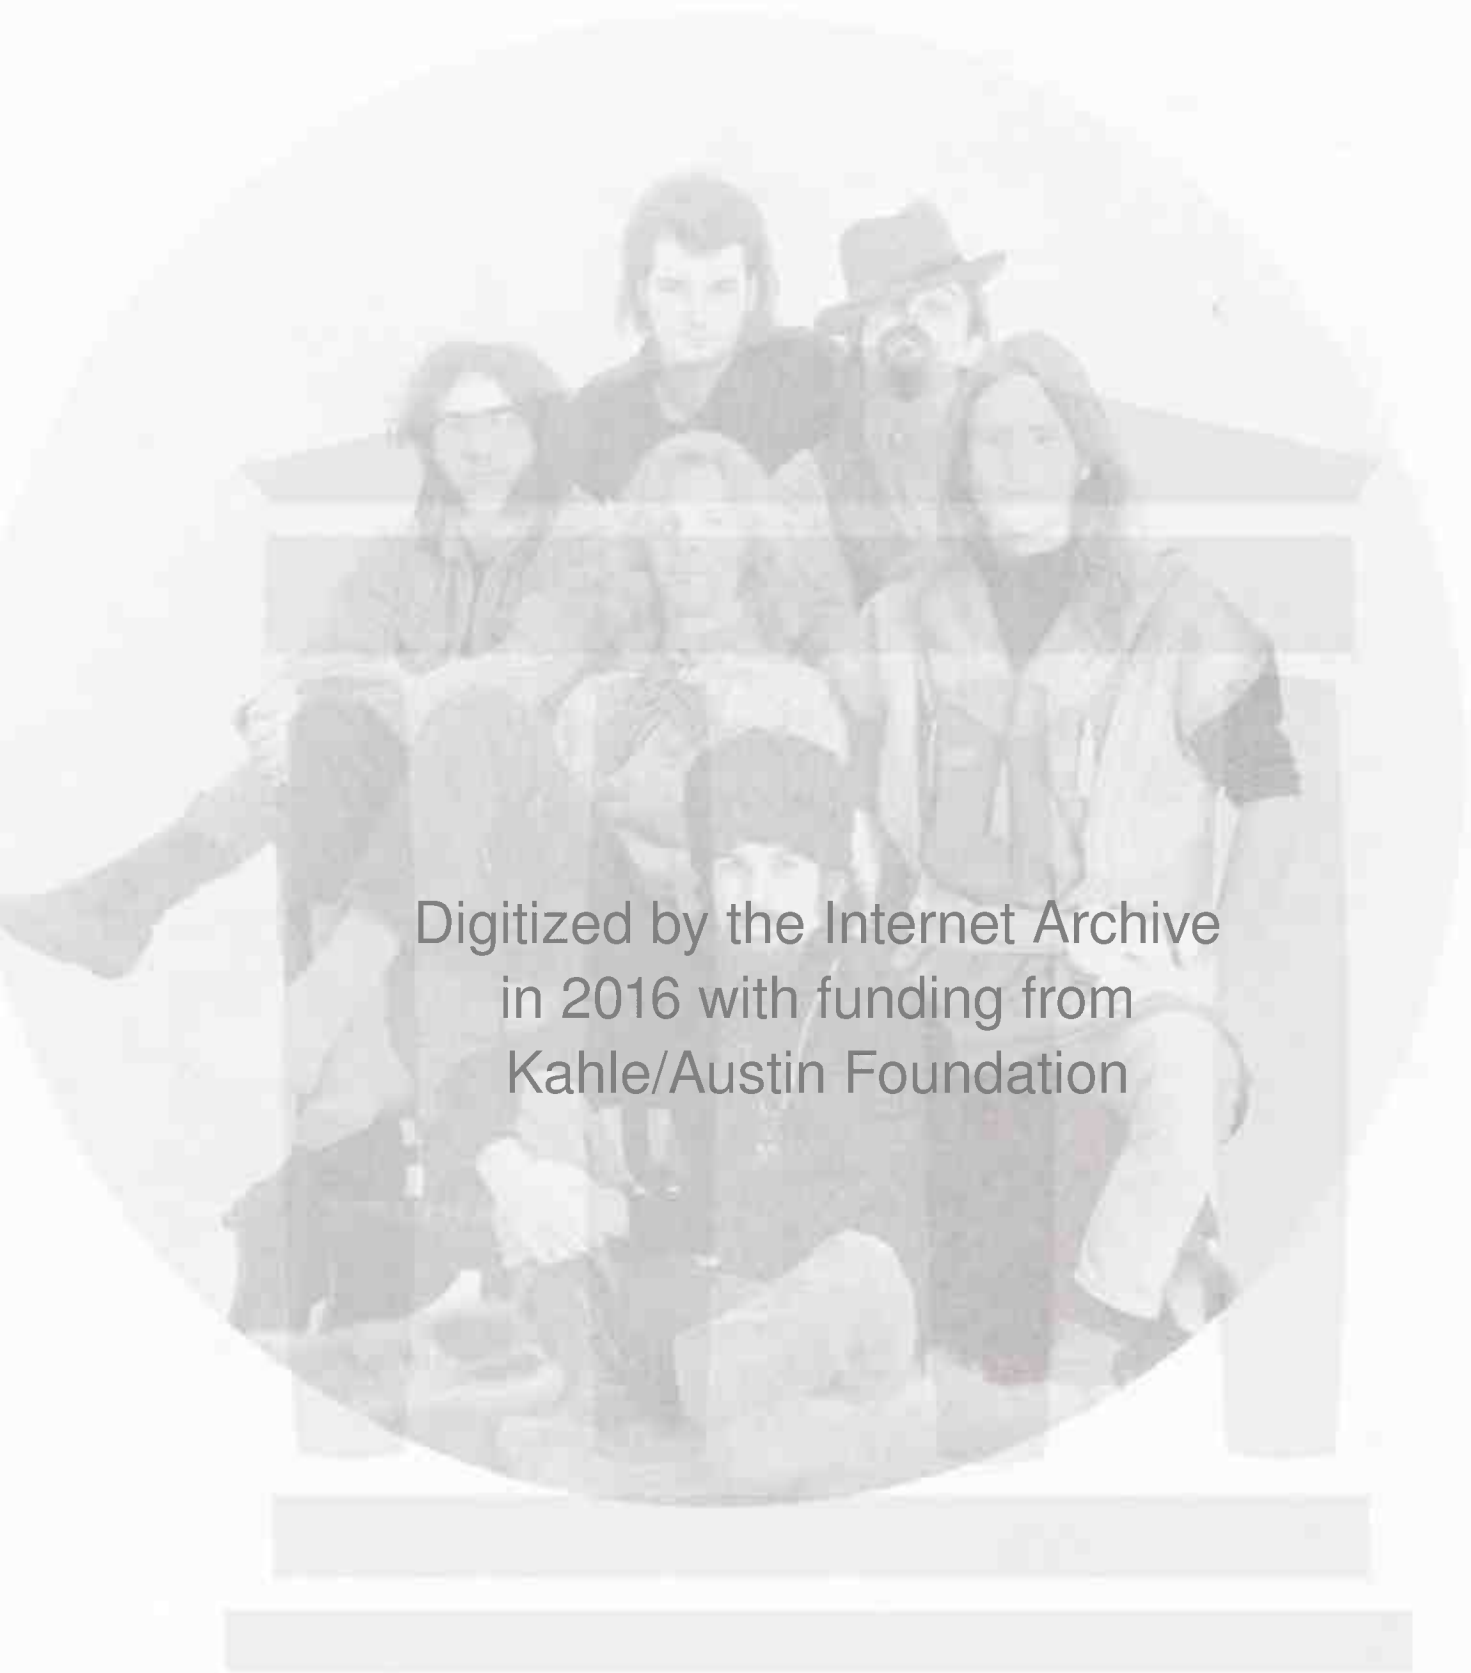 Digitized by the Internet Archive
in 2016 with funding from
Kahle/Austin Foundation